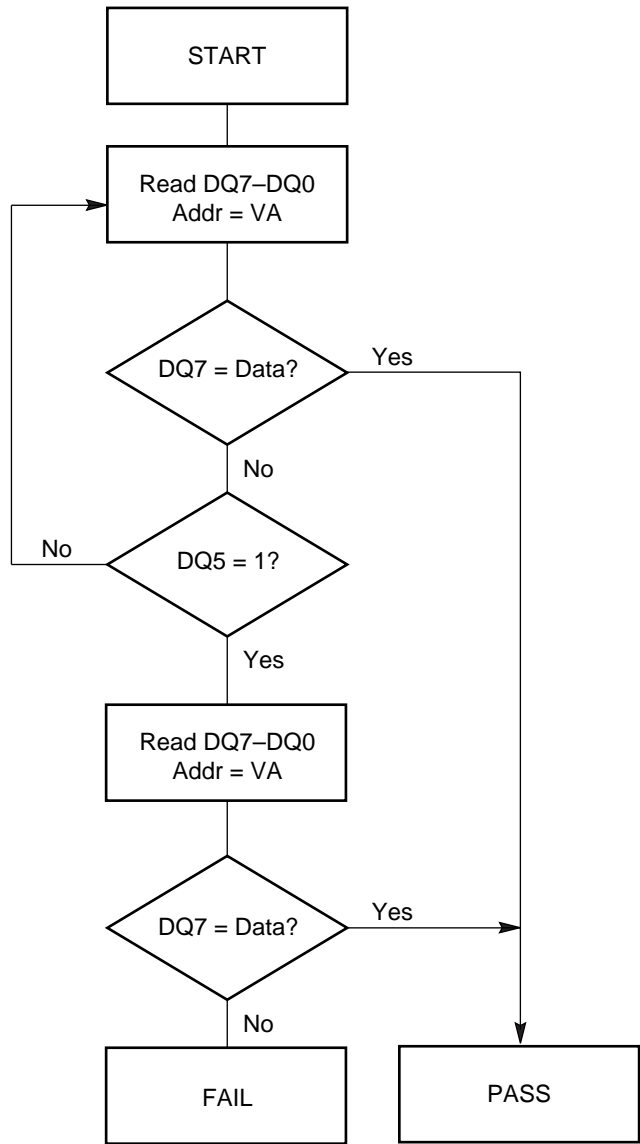 START
Read DQ7–DQ0
Addr = VA
DQ7 = Data?
Yes
No
No
DQ5 = 1?
Yes
Read DQ7–DQ0
Addr = VA
DQ7 = Data?
Yes
No
FAIL
PASS